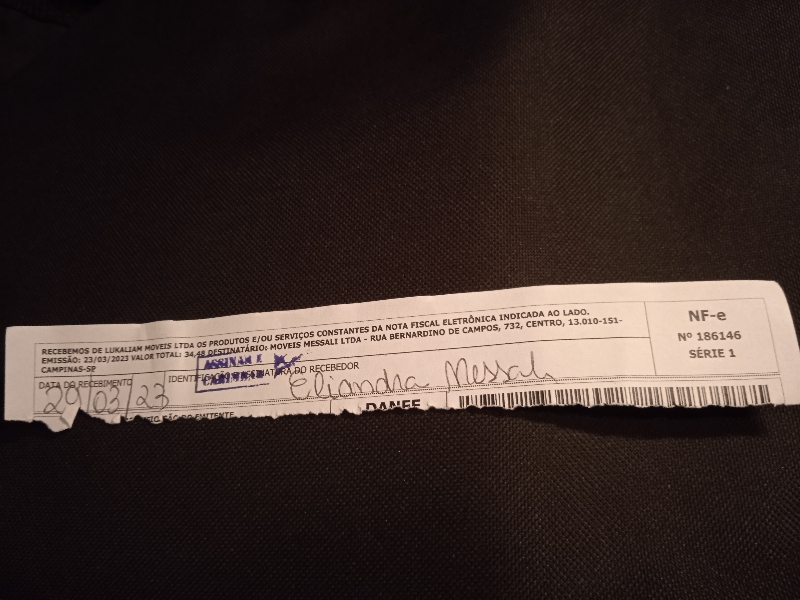 RECEBEMOS DE LUKALIAM MOVEIS LTDA OS PRODUTOS E/OU SERVIÇOS CONSTANTES DA NOTA FISCAL ELETRÔNICA INDICADA AO LADO.
EMISSÃO: 23/03/2023 VALOR TOTAL: 34,48 DESTINATÁRIO: MOVEIS MESSALI LTDA - RUA BERNARDINO DE CAMPOS, 732, CENTRO, 13.010-151-
CAMPINAS-SP
NF-e
Nº 186146
SÉRIE 1
DATA DO RECEBIMENTO
29/03/23
DO RECEBEDOR
ASSINAR E
Eliandra Messali
DANFE